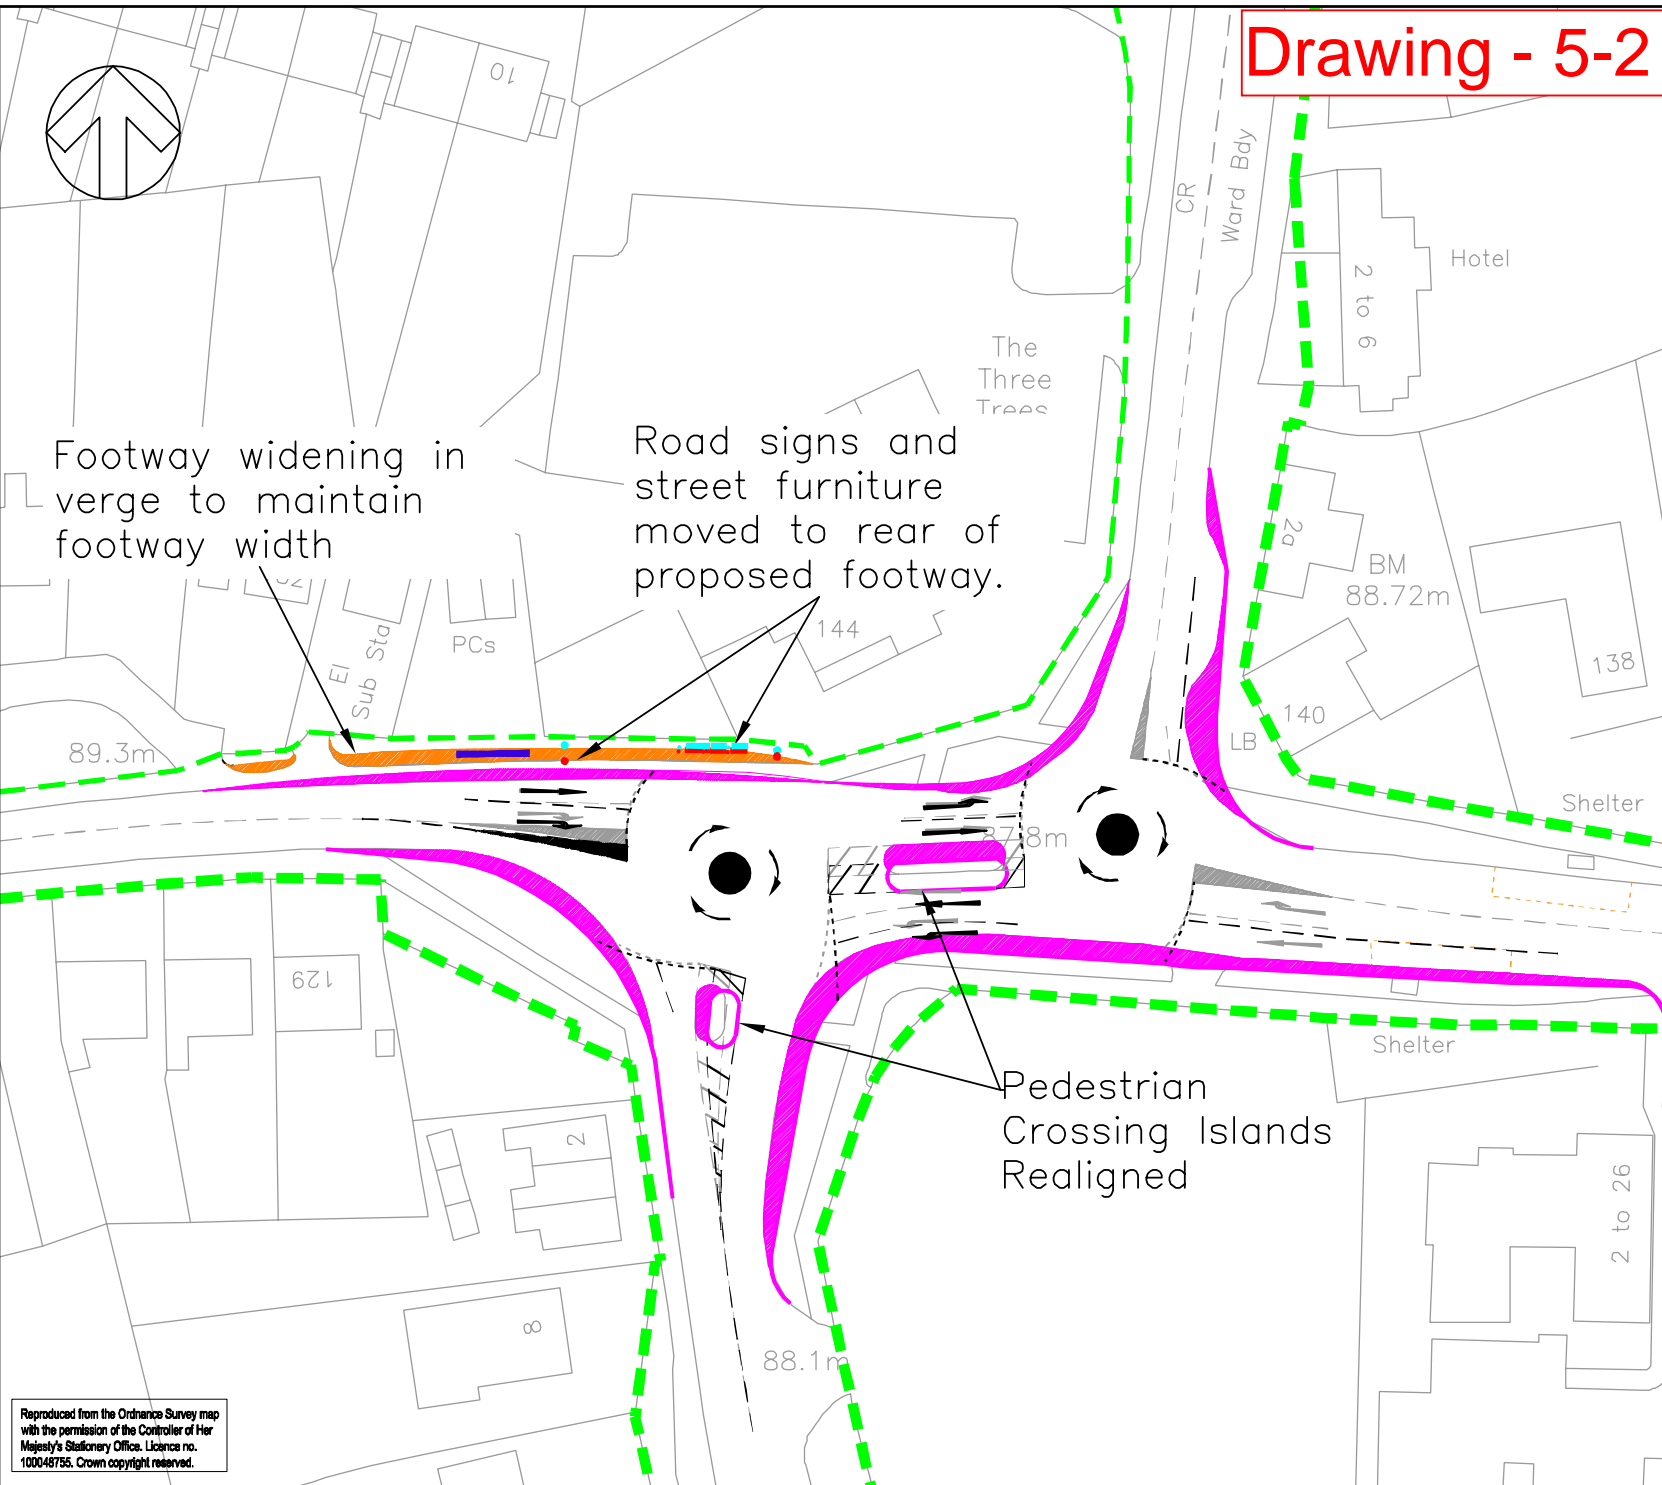 Drawing - 5-2
10
CR
Ward Bdy
Hotel
2 to 6
The
Three
Trees
Footway widening in
verge to maintain
footway width
Road signs and
street furniture
moved to rear of
proposed footway.
2a
BM
88.72m
El
Sub Sta
PCs
144
138
140
LB
89.3m
Shelter
87.8m
129
Shelter
Pedestrian
Crossing Islands
Realigned
2
2 to 26
8
88.1m
Reproduced from the Ordnance Survey map
with the permission of the Controller of Her
Majesty's Stationery Office. Licence no.
100048755. Crown copyright reserved.